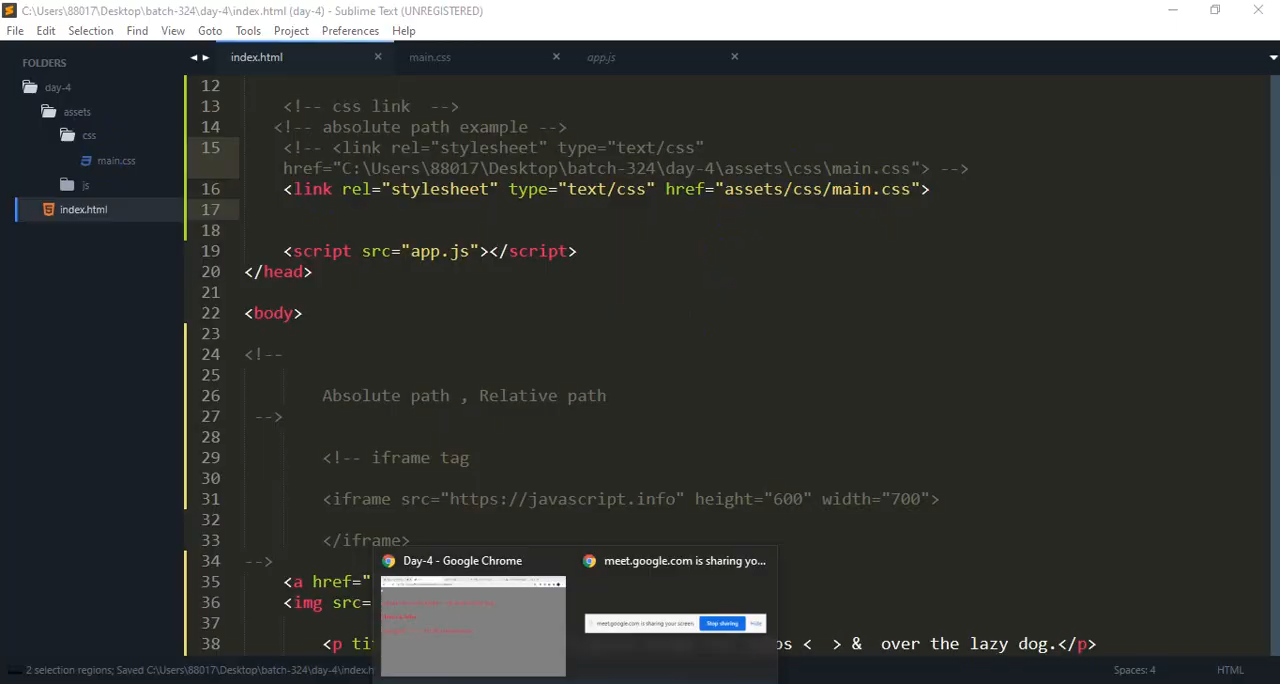 C:\Users\88017\Desktop\batch-324\day-4\index.html (day-4) - Sublime Text (UNREGISTERED)
File Edit Selection Find View Goto Tools Project Preferences Help
FOLDERS
day-4
assets
css
main.css
js
index.html
index.html main.css app.js
12
13 <!-- css link -->
14 <!-- absolute path example -->
15 <!-- <link rel="stylesheet" type="text/css"
href="C:\Users\88017\Desktop\batch-324\day-4\assets\css\main.css"> -->
16 <link rel="stylesheet" type="text/css" href="assets/css/main.css">
17
18
19 <script src="app.js"></script>
20 </head>
21
22 <body>
23
24 <!--
25
26 Absolute path , Relative path
27 -->
28
29 <!-- iframe tag
30
31 <iframe src="https://javascript.info" height="600" width="700">
32
33 </iframe>
34 -->
35 <a href="
36 <img src=
37
38 <p ti ps < > & over the lazy dog.</p>
Day-4 - Google Chrome
meet.google.com is sharing yo...
meet.google.com is sharing your screen. Stop sharing Hide
2 selection regions; Saved C:\Users\88017\Desktop\batch-324\day-4\index.ht
Spaces: 4 HTML